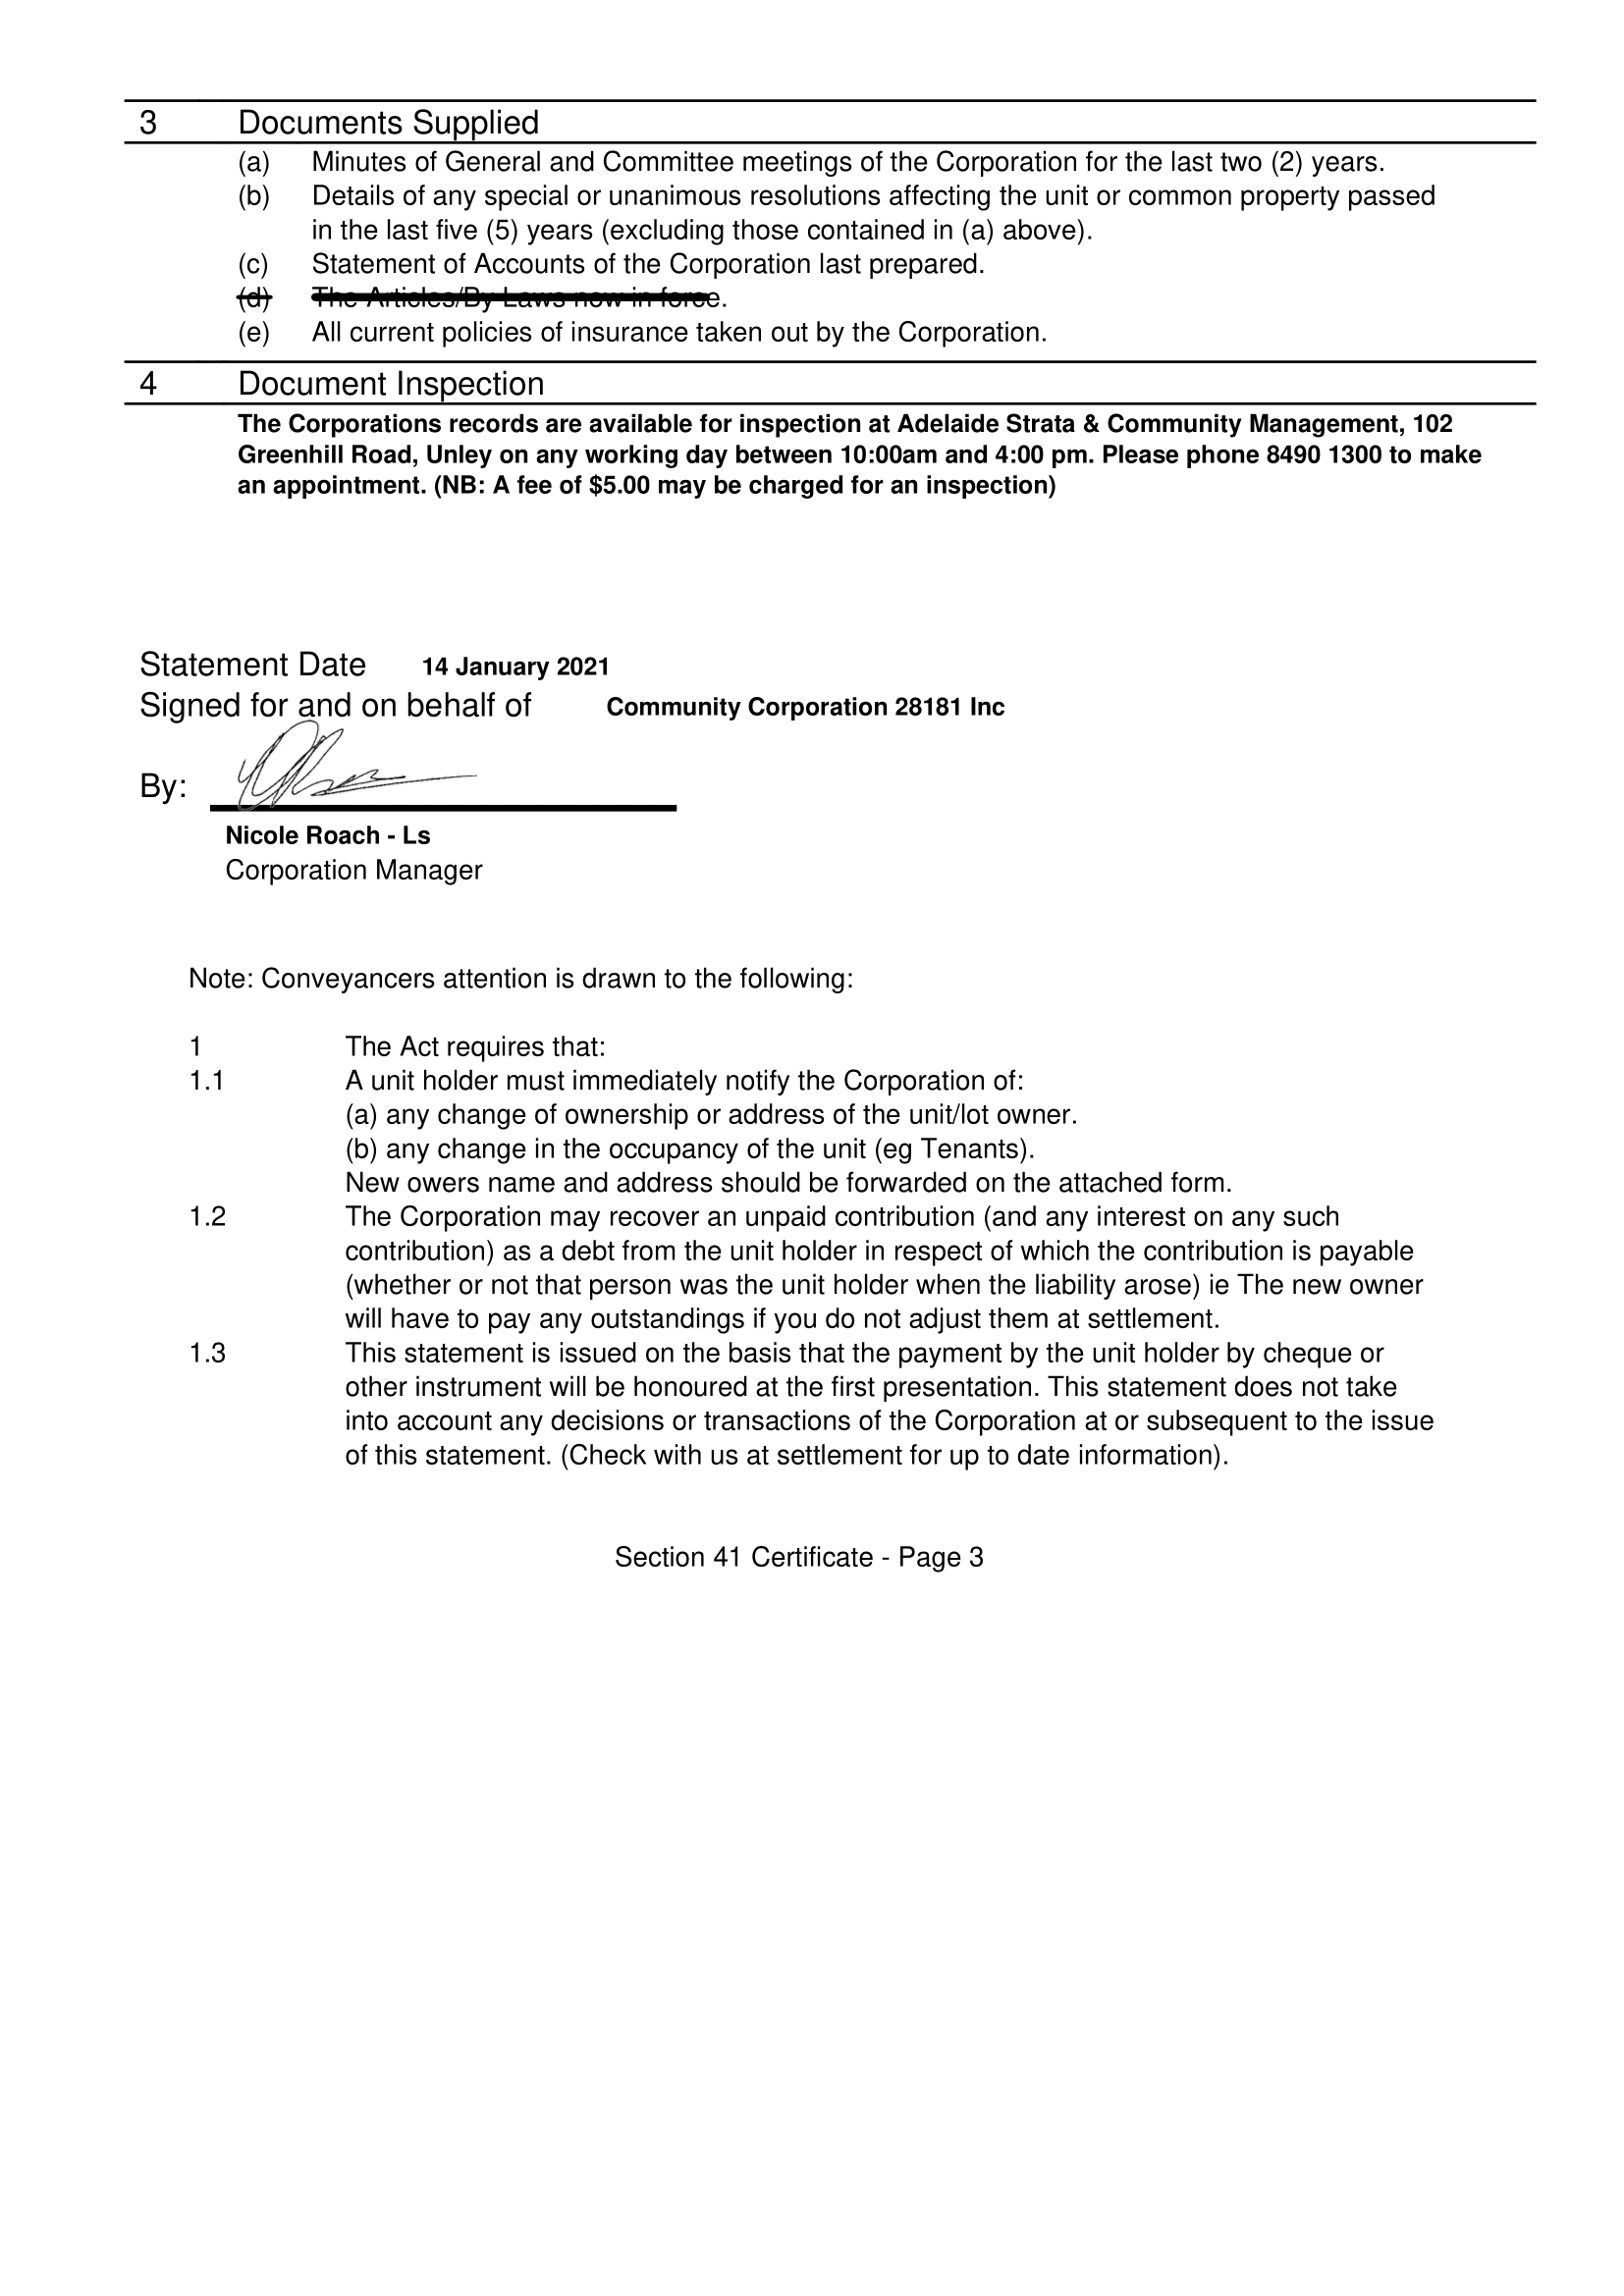 3 Documents Supplied
(a) Minutes of General and Committee meetings of the Corporation for the last two (2) years.
(b) Details of any special or unanimous resolutions affecting the unit or common property passed
in the last five (5) years (excluding those contained in (a) above).
(c) Statement of Accounts of the Corporation last prepared.
(d) The Articles/By Laws now in force.
(e) All current policies of insurance taken out by the Corporation.
4 Document Inspection
The Corporations records are available for inspection at Adelaide Strata & Community Management, 102
Greenhill Road, Unley on any working day between 10:00am and 4:00 pm. Please phone 8490 1300 to make
an appointment. (NB: A fee of $5.00 may be charged for an inspection)
Statement Date 14 January 2021
Signed for and on behalf of Community Corporation 28181 Inc
By:
Nicole Roach - Ls
Corporation Manager
Note: Conveyancers attention is drawn to the following:
1 The Act requires that:
1.1 A unit holder must immediately notify the Corporation of:
(a) any change of ownership or address of the unit/lot owner.
(b) any change in the occupancy of the unit (eg Tenants).
New owers name and address should be forwarded on the attached form.
1.2 The Corporation may recover an unpaid contribution (and any interest on any such
contribution) as a debt from the unit holder in respect of which the contribution is payable
(whether or not that person was the unit holder when the liability arose) ie The new owner
will have to pay any outstandings if you do not adjust them at settlement.
1.3 This statement is issued on the basis that the payment by the unit holder by cheque or
other instrument will be honoured at the first presentation. This statement does not take
into account any decisions or transactions of the Corporation at or subsequent to the issue
of this statement. (Check with us at settlement for up to date information).
Section 41 Certificate - Page 3